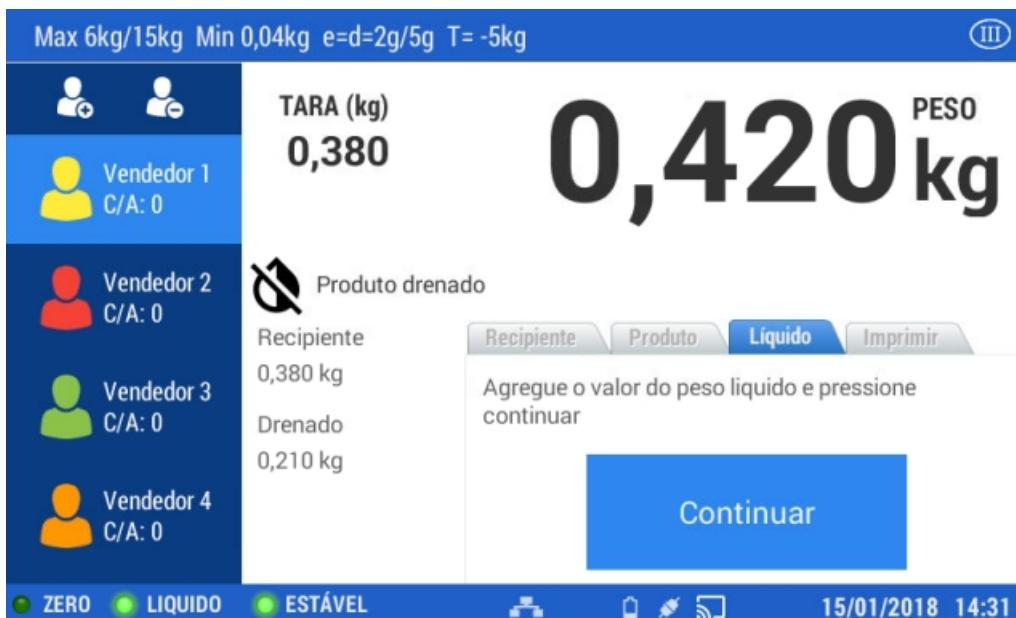 Max 6kg/15kg Min 0,04kg e=d=2g/5g T= -5kg
III
Vendedor 1
C/A: 0
Vendedor 2
C/A: 0
Vendedor 3
C/A: 0
Vendedor 4
C/A: 0
TARA (kg)
0,380
0,420
PESO
kg
Produto drenado
Recipiente
0,380 kg
Drenado
0,210 kg
Recipiente Produto Líquido Imprimir
Agregue o valor do peso liquido e pressione
continuar
Continuar
ZERO LIQUIDO ESTÁVEL 15/01/2018 14:31